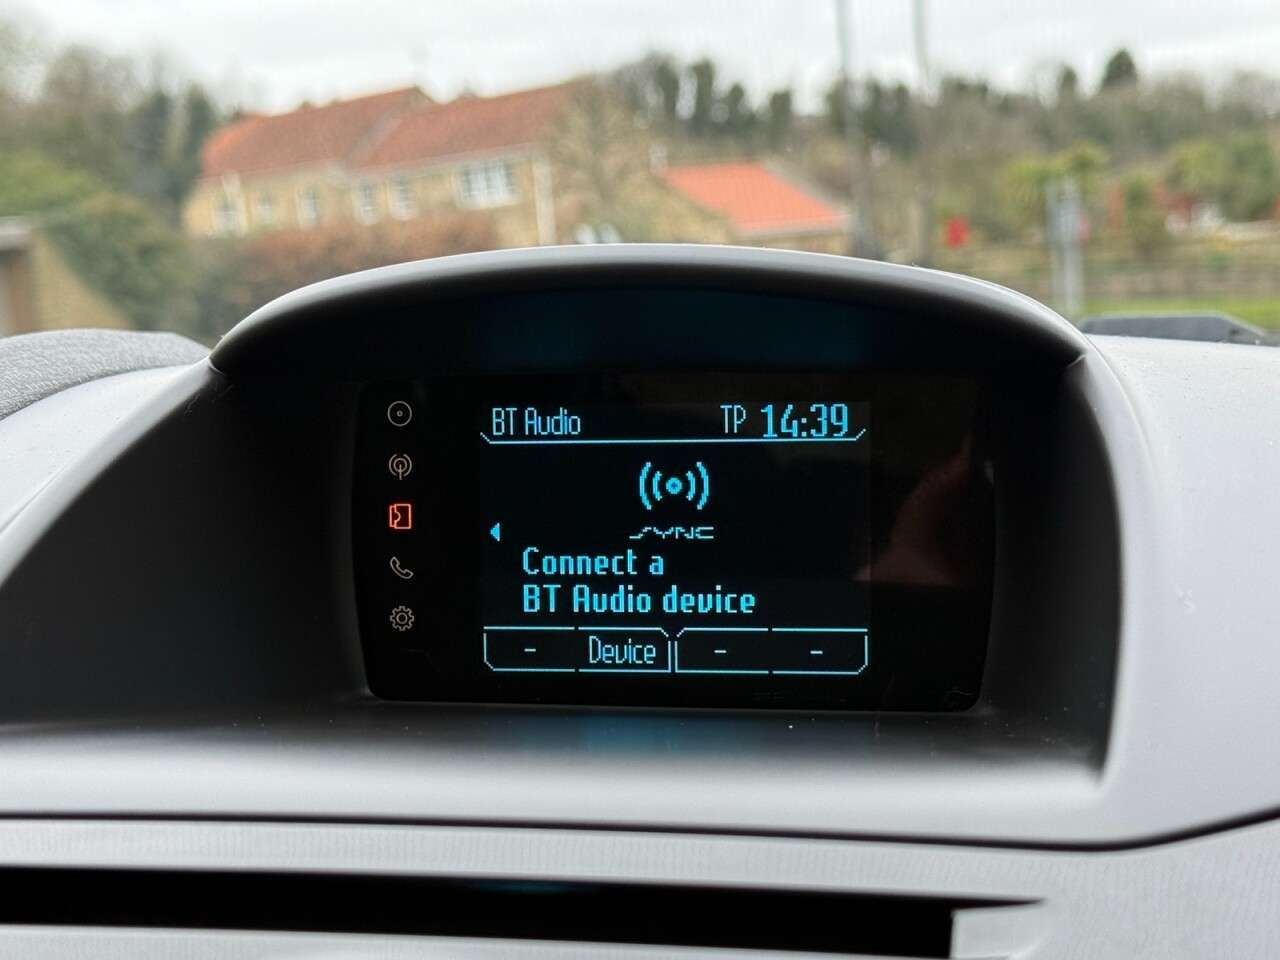 BT Audio TP 14:39
SYNC
Connect a
BT Audio device
- Device - -